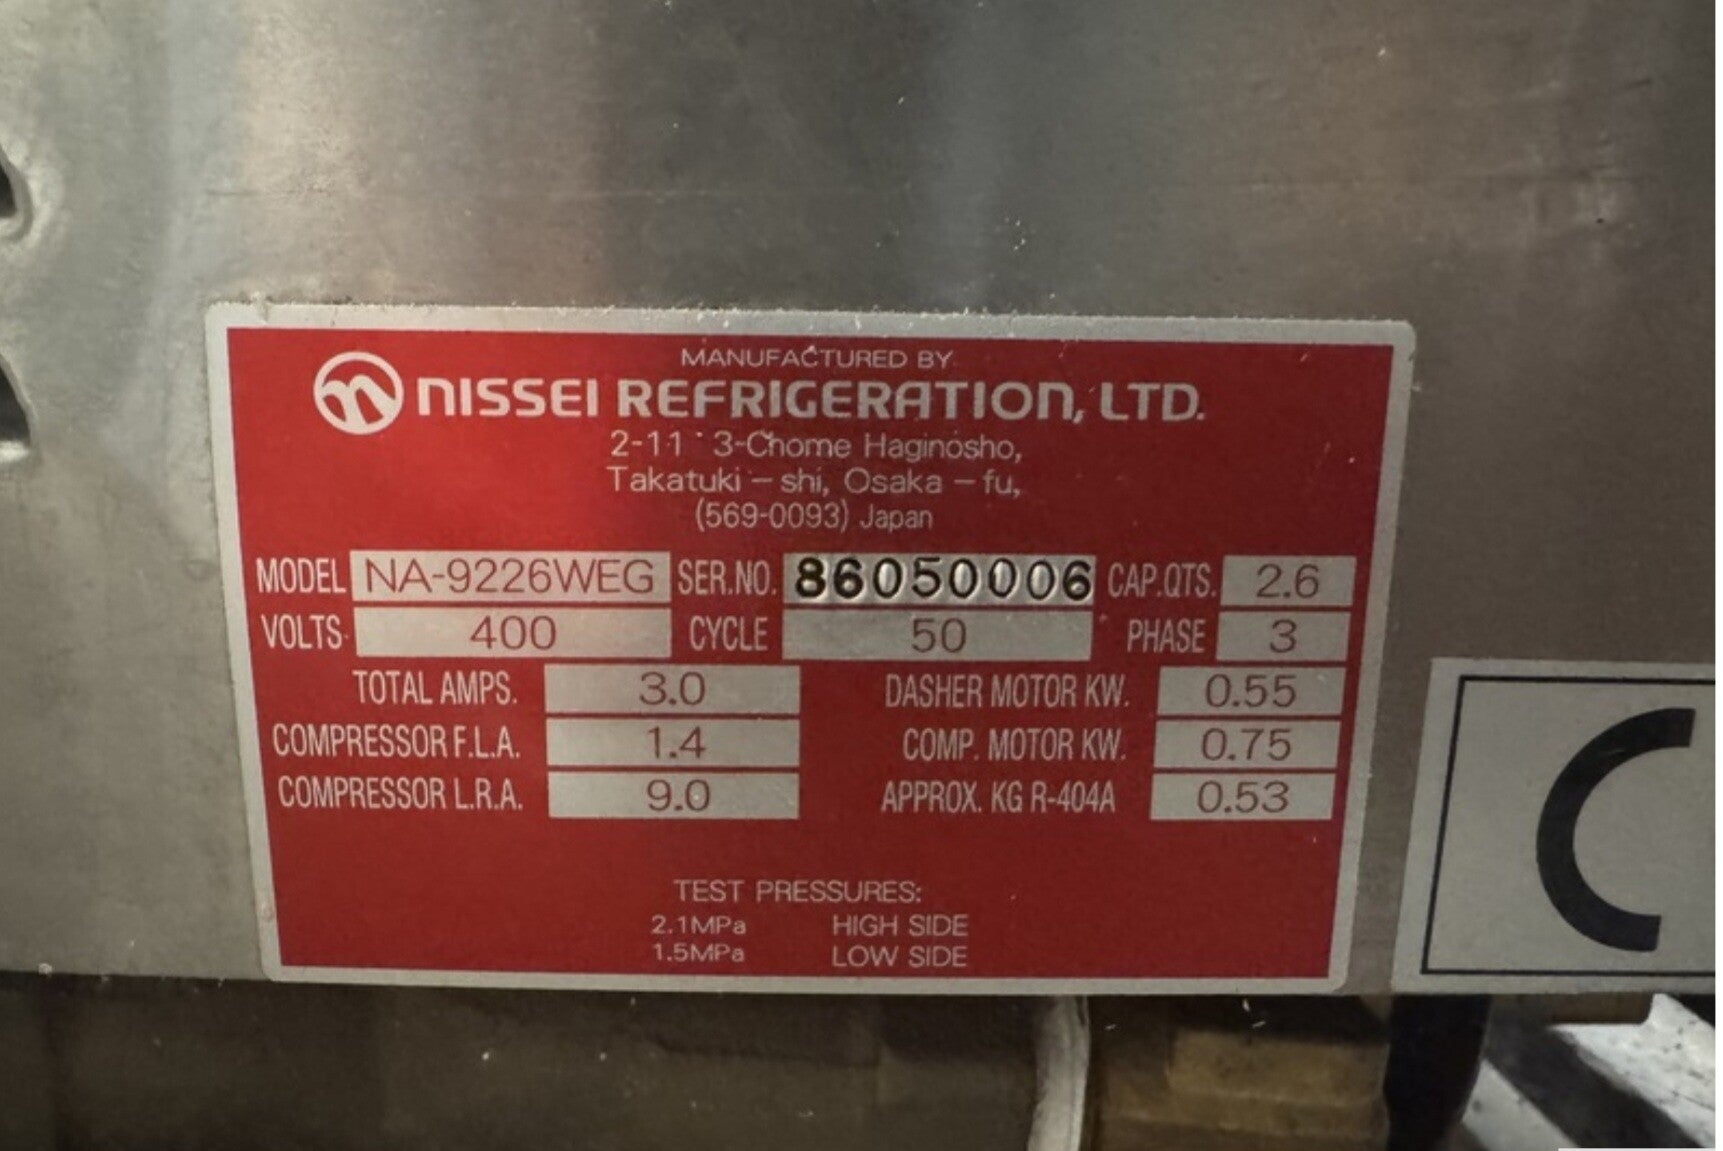 MANUFACTURED BY
NISSEI REFRIGERATION, LTD.
2-11 3-Chome Haginosho,
Takatuki - shi, Osaka - fu,
(569-0093) Japan
MODEL NA-9226WEG SER.NO. 86050006 CAP.QTS. 2.6
VOLTS 400 CYCLE 50 PHASE 3
TOTAL AMPS. 3.0 DASHER MOTOR KW. 0.55
COMPRESSOR F.L.A. 1.4 COMP. MOTOR KW. 0.75
COMPRESSOR L.R.A. 9.0 APPROX. KG R-404A 0.53
TEST PRESSURES:
2.1MPa HIGH SIDE
1.5MPa LOW SIDE
C